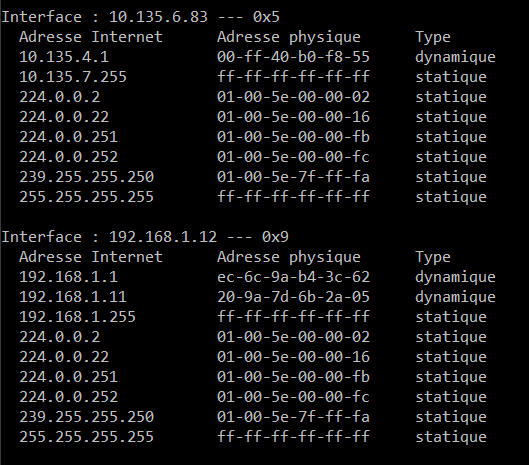 Interface : 10.135.6.83 --- 0x5
  Adresse Internet      Adresse physique      Type
  10.135.4.1            00-ff-40-b0-f8-55     dynamique
  10.135.7.255          ff-ff-ff-ff-ff-ff     statique
  224.0.0.2             01-00-5e-00-00-02     statique
  224.0.0.22            01-00-5e-00-00-16     statique
  224.0.0.251           01-00-5e-00-00-fb     statique
  224.0.0.252           01-00-5e-00-00-fc     statique
  239.255.255.250       01-00-5e-7f-ff-fa     statique
  255.255.255.255       ff-ff-ff-ff-ff-ff     statique

Interface : 192.168.1.12 --- 0x9
  Adresse Internet      Adresse physique      Type
  192.168.1.1           ec-6c-9a-b4-3c-62     dynamique
  192.168.1.11          20-9a-7d-6b-2a-05     dynamique
  192.168.1.255         ff-ff-ff-ff-ff-ff     statique
  224.0.0.2             01-00-5e-00-00-02     statique
  224.0.0.22            01-00-5e-00-00-16     statique
  224.0.0.251           01-00-5e-00-00-fb     statique
  224.0.0.252           01-00-5e-00-00-fc     statique
  239.255.255.250       01-00-5e-7f-ff-fa     statique
  255.255.255.255       ff-ff-ff-ff-ff-ff     statique